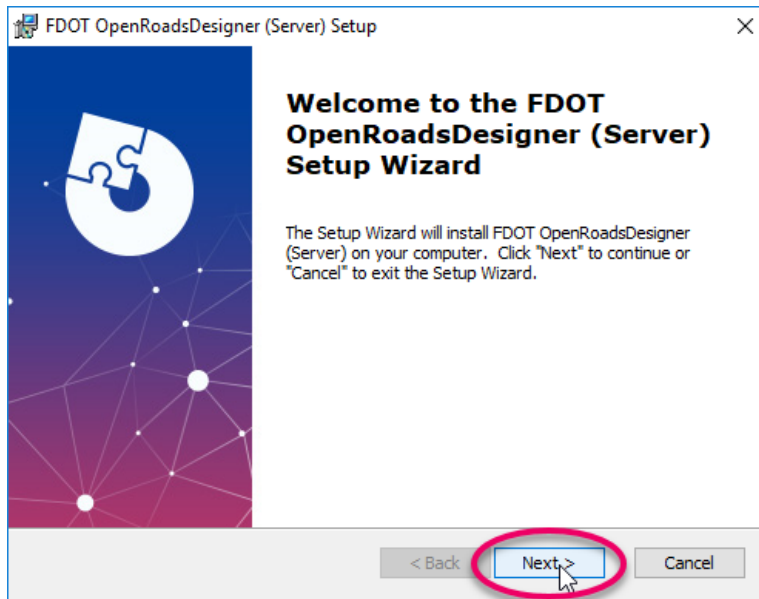 FDOT OpenRoadsDesigner (Server) Setup
Welcome to the FDOT
OpenRoadsDesigner (Server)
Setup Wizard
The Setup Wizard will install FDOT OpenRoadsDesigner
(Server) on your computer.  Click "Next" to continue or
"Cancel" to exit the Setup Wizard.
< Back Next > Cancel